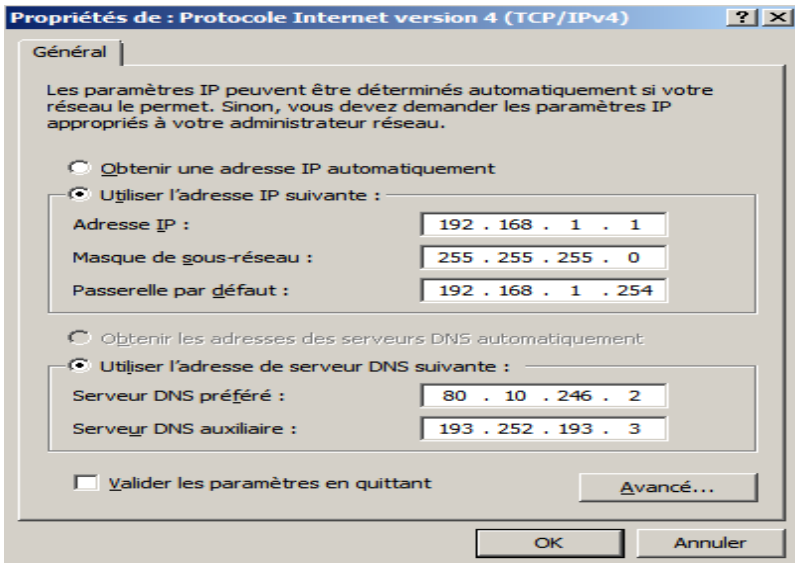 Propriétés de : Protocole Internet version 4 (TCP/IPv4)
Général
Les paramètres IP peuvent être déterminés automatiquement si votre
réseau le permet. Sinon, vous devez demander les paramètres IP
appropriés à votre administrateur réseau.
Obtenir une adresse IP automatiquement
Utiliser l'adresse IP suivante :
Adresse IP : 192 . 168 . 1 . 1
Masque de sous-réseau : 255 . 255 . 255 . 0
Passerelle par défaut : 192 . 168 . 1 . 254
Obtenir les adresses des serveurs DNS automatiquement
Utiliser l'adresse de serveur DNS suivante :
Serveur DNS préféré : 80 . 10 . 246 . 2
Serveur DNS auxiliaire : 193 . 252 . 193 . 3
Valider les paramètres en quittant
Avancé...
OK Annuler